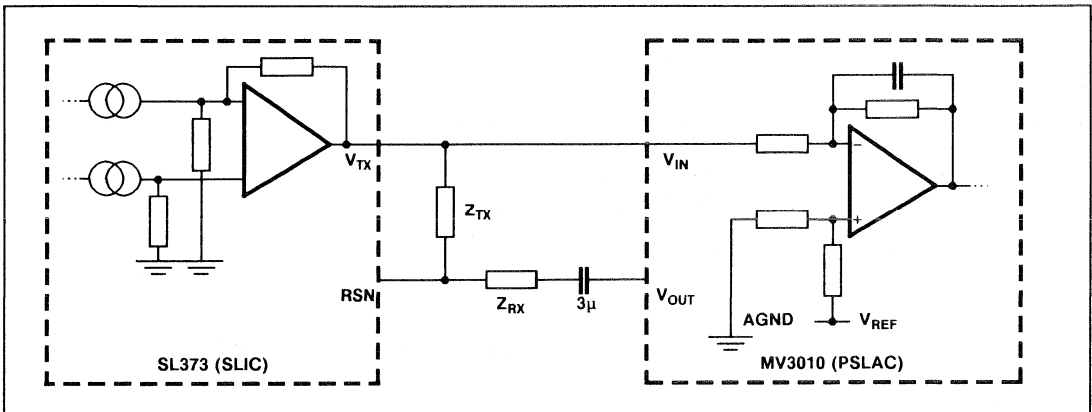 V_TX
V_IN
Z_TX
RSN
Z_RX
3μ
V_OUT
−
+
AGND
V_REF
SL373 (SLIC)
MV3010 (PSLAC)